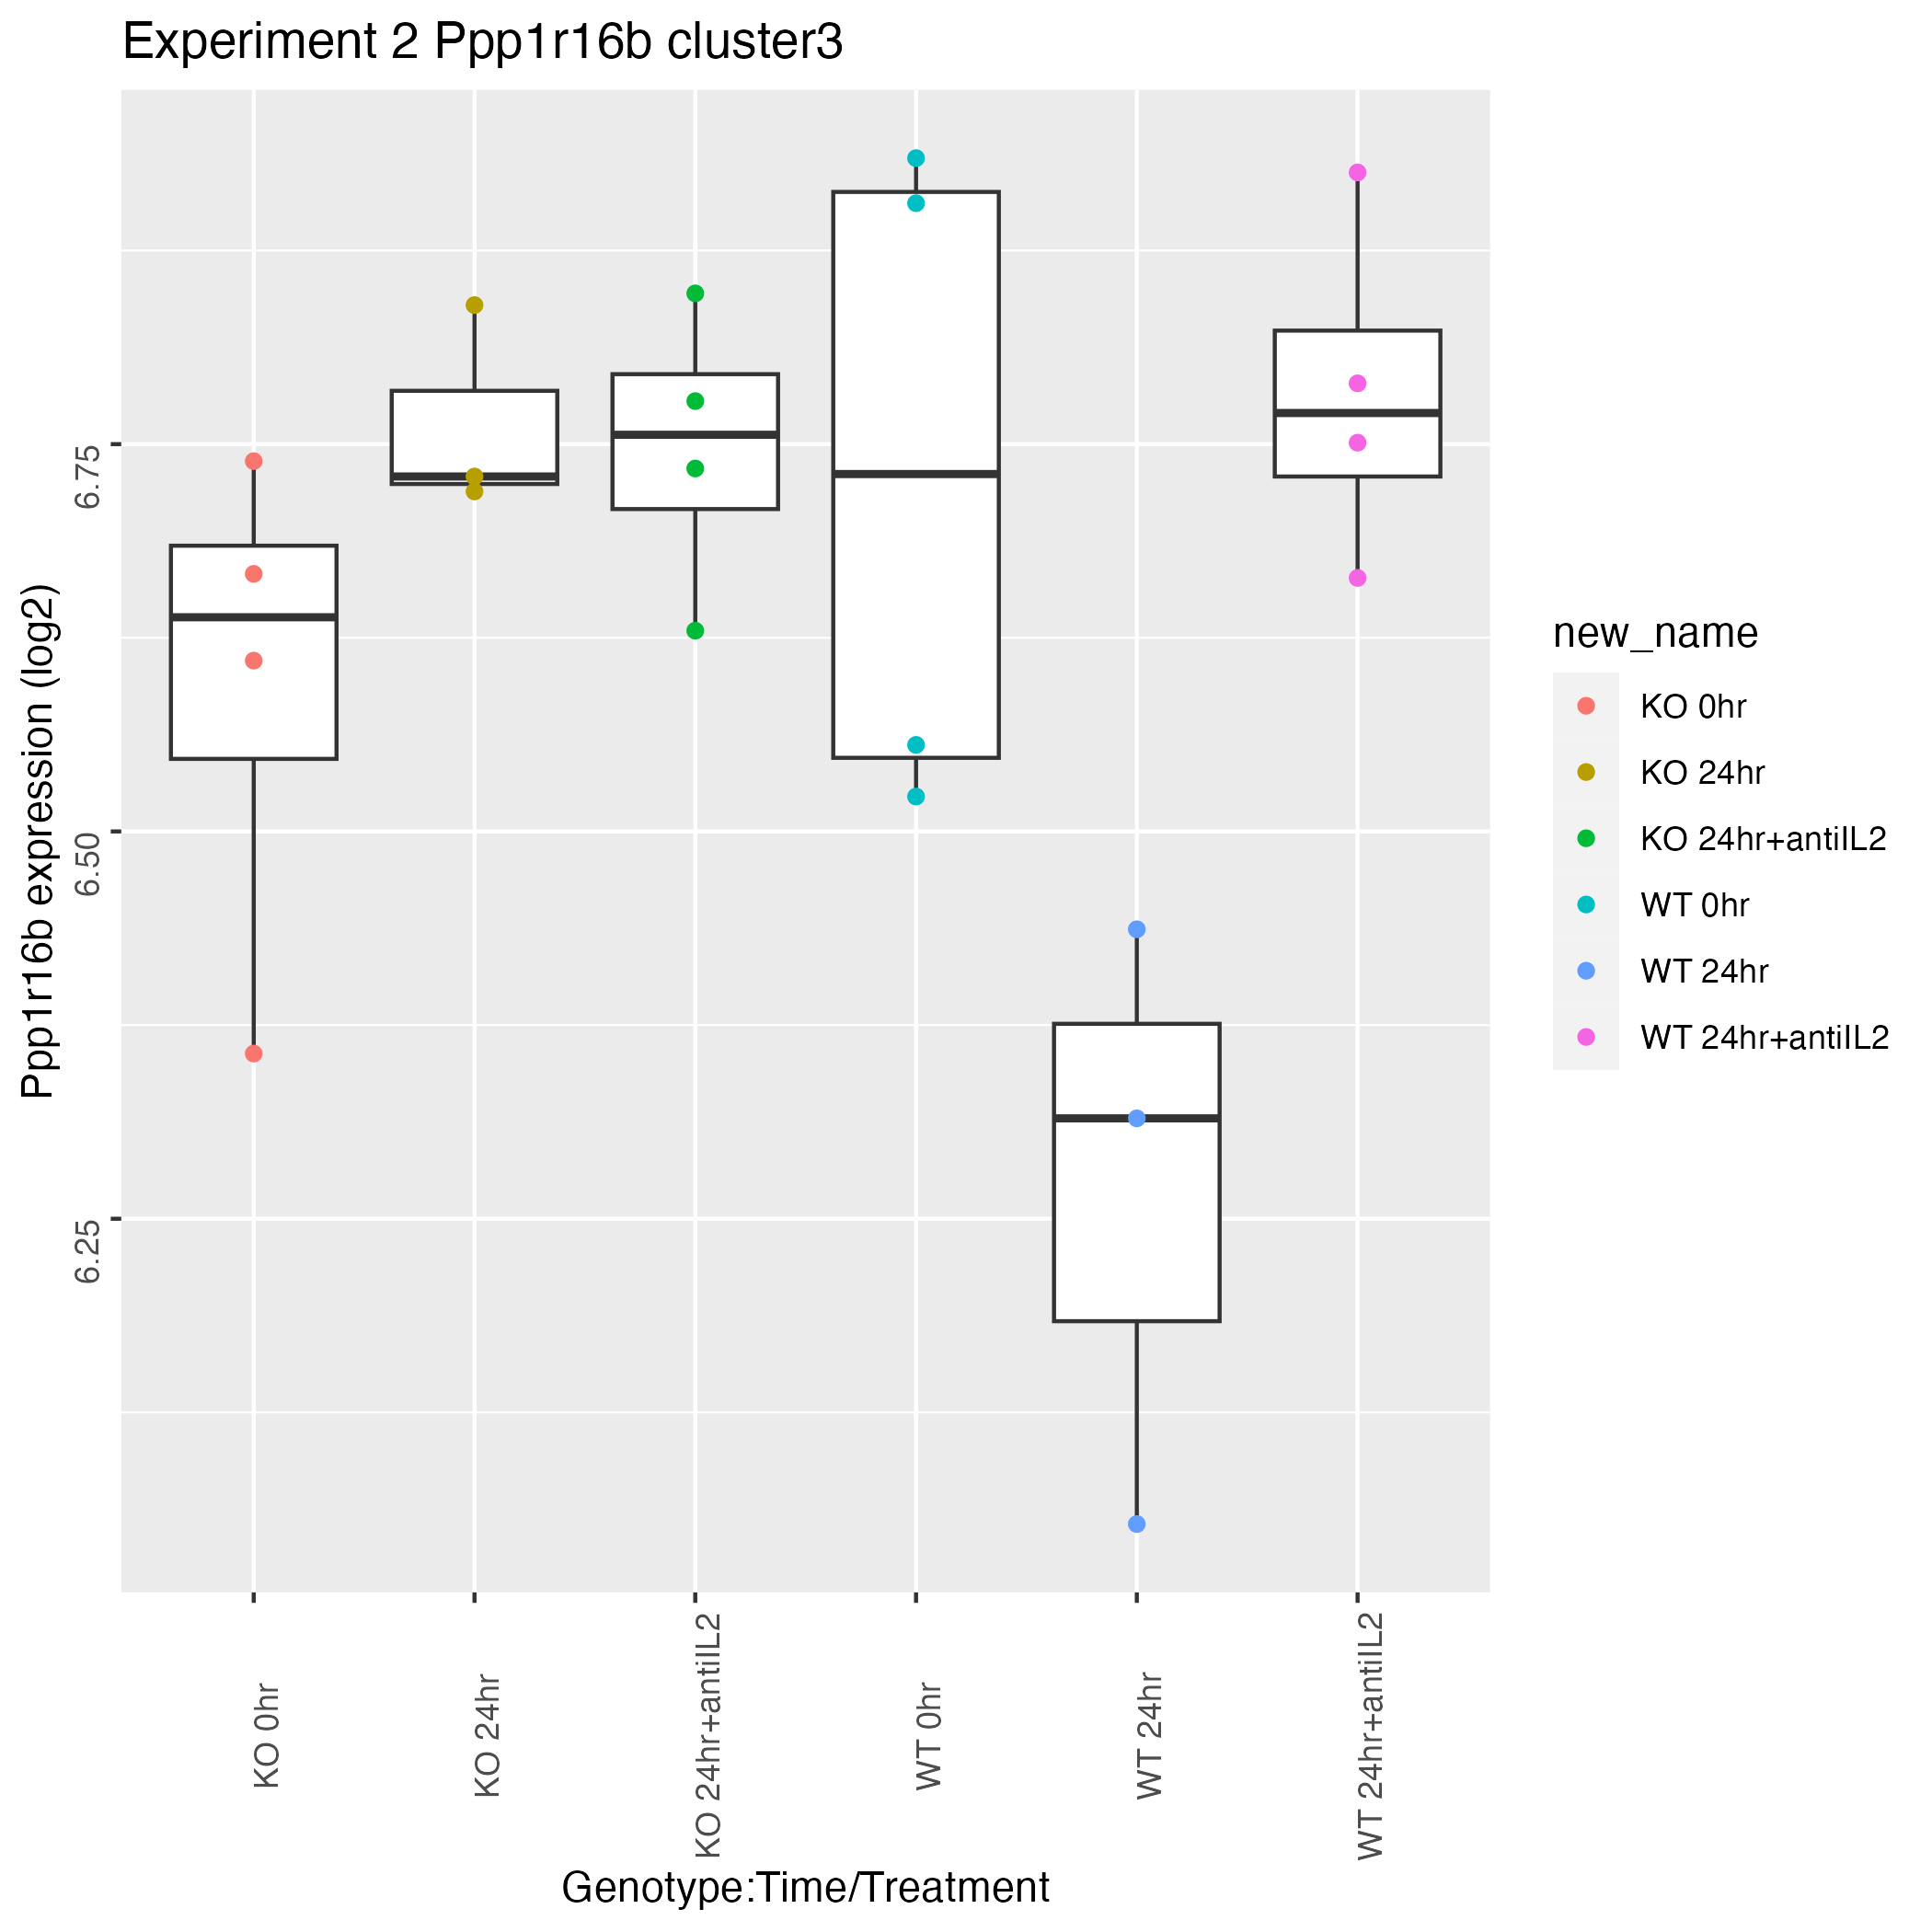 Experiment 2 Ppp1r16b cluster3
Ppp1r16b expression (log2)
6.75
6.50
6.25
KO 0hr
KO 24hr
KO 24hr+antiIL2
WT 0hr
WT 24hr
WT 24hr+antiIL2
Genotype:Time/Treatment
new_name
KO 0hr
KO 24hr
KO 24hr+antiIL2
WT 0hr
WT 24hr
WT 24hr+antiIL2